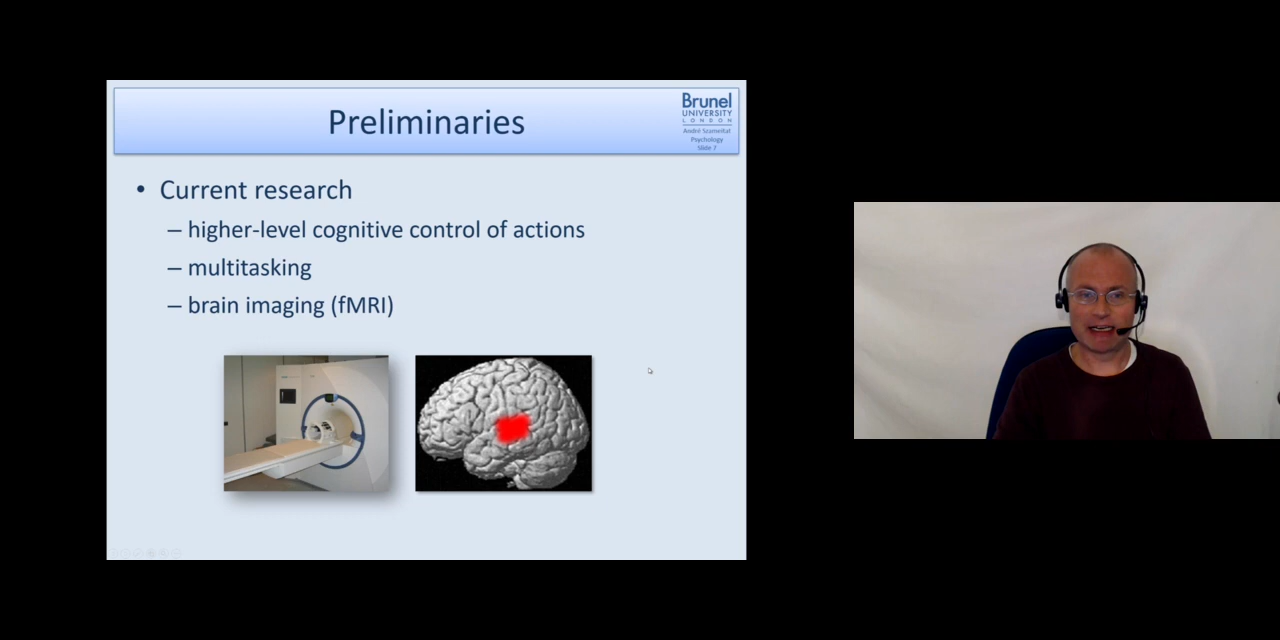 Preliminaries
Brunel
UNIVERSITY
LONDON
André Szameitat
Psychology
Slide 7
• Current research
– higher-level cognitive control of actions
– multitasking
– brain imaging (fMRI)